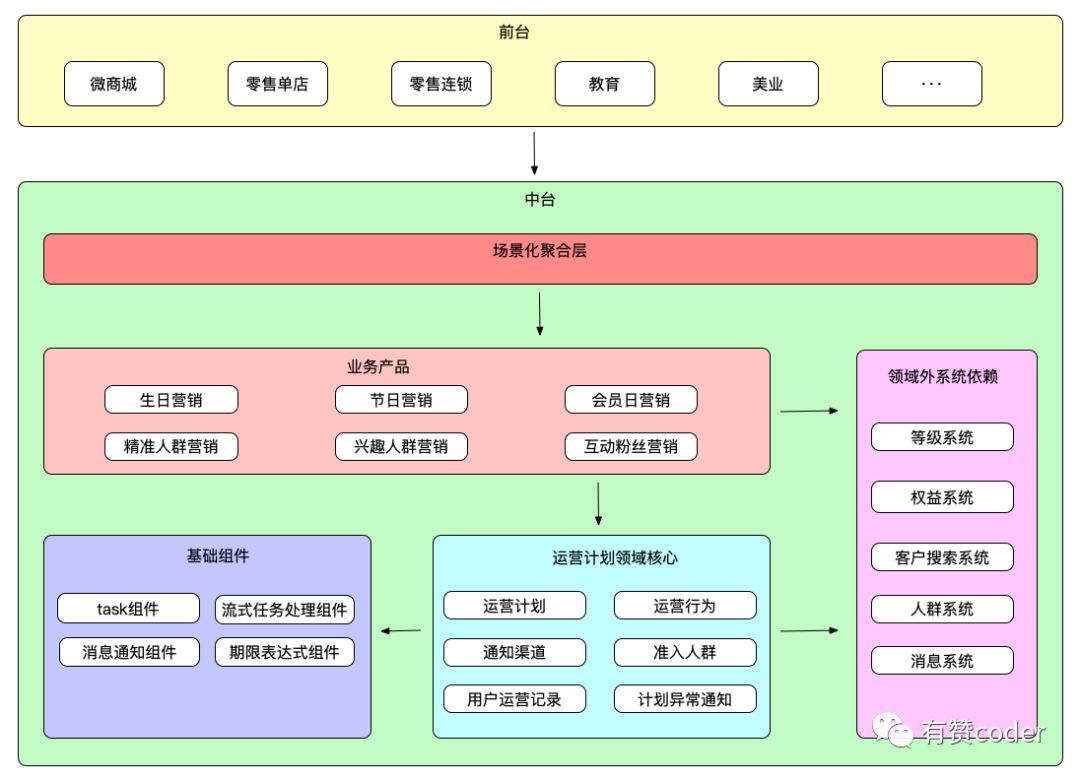 前台
微商城
零售单店
零售连锁
教育
美业
...
中台
场景化聚合层
业务产品
生日营销
节日营销
会员日营销
精准人群营销
兴趣人群营销
互动粉丝营销
领域外系统依赖
等级系统
权益系统
客户搜索系统
人群系统
消息系统
基础组件
task组件
流式任务处理组件
消息通知组件
期限表达式组件
运营计划领域核心
运营计划
运营行为
通知渠道
准入人群
用户运营记录
计划异常通知
有赞coder